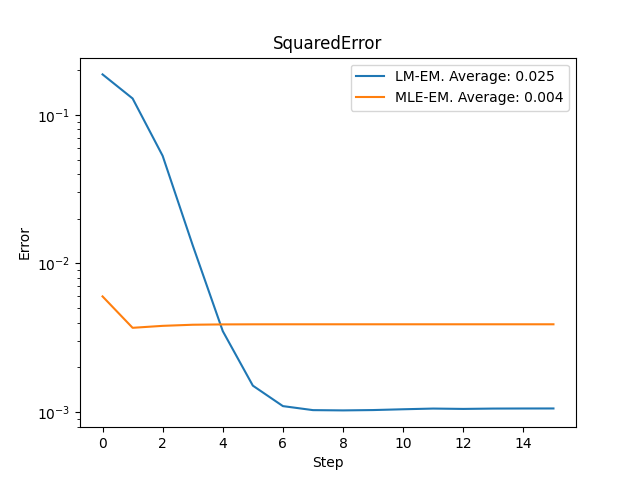 SquaredError
LM-EM. Average: 0.025
MLE-EM. Average: 0.004
Error
10⁻¹
10⁻²
10⁻³
0 2 4 6 8 10 12 14
Step